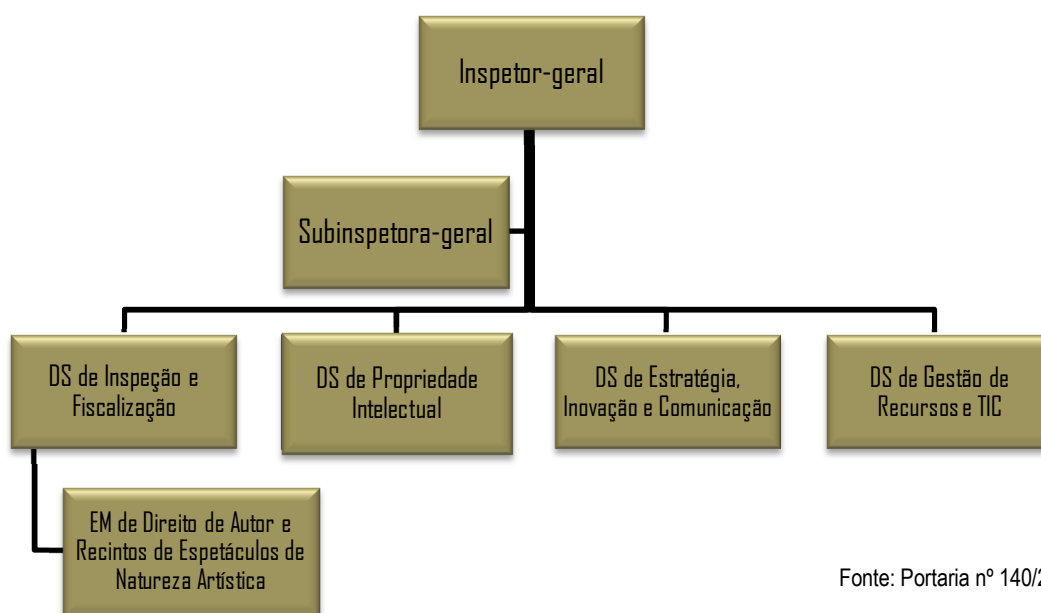 Inspetor-geral
Subinspetora-geral
DS de Inspeção e
Fiscalização
DS de Propriedade
Intelectual
DS de Estratégia,
Inovação e Comunicação
DS de Gestão de
Recursos e TIC
EM de Direito de Autor e
Recintos de Espetáculos de
Natureza Artística
Fonte: Portaria nº 140/2